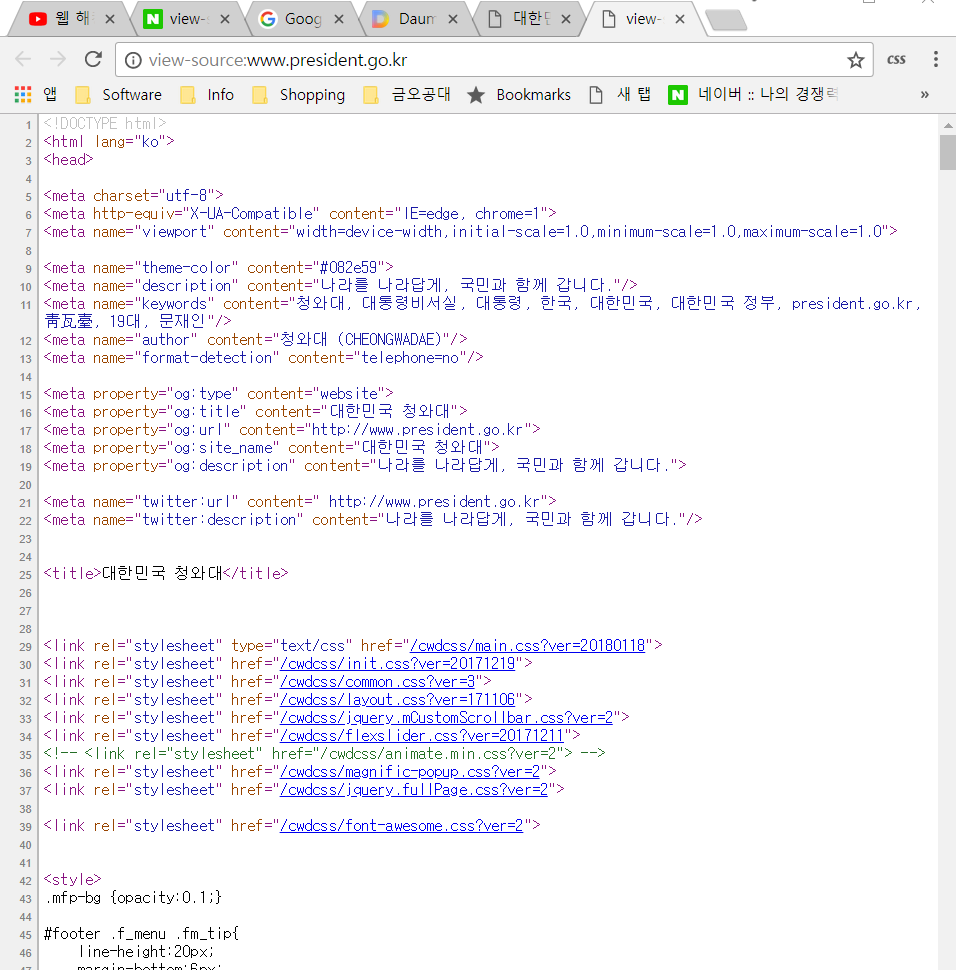 웹 해
view-
Goog
Daum
대한
view-
view-source:www.president.go.kr
css
앱 Software Info Shopping 금오공대 Bookmarks 새 탭 네이버 :: 나의 경쟁력 »
1 <!DOCTYPE html>
2 <html lang="ko">
3 <head>
4
5 <meta charset="utf-8">
6 <meta http-equiv="X-UA-Compatible" content="IE=edge, chrome=1">
7 <meta name="viewport" content="width=device-width,initial-scale=1.0,minimum-scale=1.0,maximum-scale=1.0">
8
9 <meta name="theme-color" content="#082e59">
10 <meta name="description" content="나라를 나라답게, 국민과 함께 갑니다."/>
11 <meta name="keywords" content="청와대, 대통령비서실, 대통령, 한국, 대한민국, 대한민국 정부, president.go.kr,
靑瓦臺, 19대, 문재인"/>
12 <meta name="author" content="청와대 (CHEONGWADAE)"/>
13 <meta name="format-detection" content="telephone=no"/>
14
15 <meta property="og:type" content="website">
16 <meta property="og:title" content="대한민국 청와대">
17 <meta property="og:url" content="http://www.president.go.kr">
18 <meta property="og:site_name" content="대한민국 청와대">
19 <meta property="og:description" content="나라를 나라답게, 국민과 함께 갑니다.">
20
21 <meta name="twitter:url" content=" http://www.president.go.kr">
22 <meta name="twitter:description" content="나라를 나라답게, 국민과 함께 갑니다."/>
23
24
25 <title>대한민국 청와대</title>
26
27
28
29 <link rel="stylesheet" type="text/css" href="/cwdcss/main.css?ver=20180118">
30 <link rel="stylesheet" href="/cwdcss/init.css?ver=20171219">
31 <link rel="stylesheet" href="/cwdcss/common.css?ver=3">
32 <link rel="stylesheet" href="/cwdcss/layout.css?ver=171106">
33 <link rel="stylesheet" href="/cwdcss/jquery.mCustomScrollbar.css?ver=2">
34 <link rel="stylesheet" href="/cwdcss/flexslider.css?ver=20171211">
35 <!-- <link rel="stylesheet" href="/cwdcss/animate.min.css?ver=2"> -->
36 <link rel="stylesheet" href="/cwdcss/magnific-popup.css?ver=2">
37 <link rel="stylesheet" href="/cwdcss/jquery.fullPage.css?ver=2">
38
39 <link rel="stylesheet" href="/cwdcss/font-awesome.css?ver=2">
40
41
42 <style>
43 .mfp-bg {opacity:0.1;}
44
45 #footer .f_menu .fm_tip{
46 line-height:20px;
47 margin-bottom:6px;